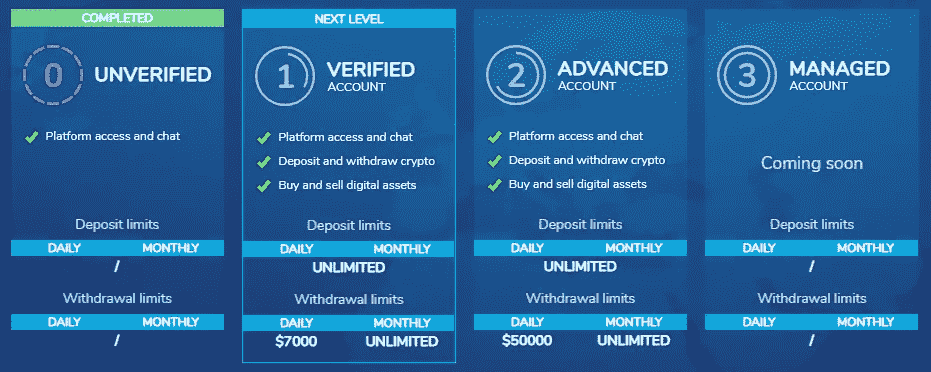 COMPLETED
0 UNVERIFIED
Platform access and chat
Deposit limits
DAILY MONTHLY
/
Withdrawal limits
DAILY MONTHLY
/
NEXT LEVEL
1 VERIFIED
ACCOUNT
Platform access and chat
Deposit and withdraw crypto
Buy and sell digital assets
Deposit limits
DAILY MONTHLY
UNLIMITED
Withdrawal limits
DAILY MONTHLY
$7000 UNLIMITED
2 ADVANCED
ACCOUNT
Platform access and chat
Deposit and withdraw crypto
Buy and sell digital assets
Deposit limits
DAILY MONTHLY
UNLIMITED
Withdrawal limits
DAILY MONTHLY
$50000 UNLIMITED
3 MANAGED
ACCOUNT
Coming soon
Deposit limits
DAILY MONTHLY
/
Withdrawal limits
DAILY MONTHLY
/